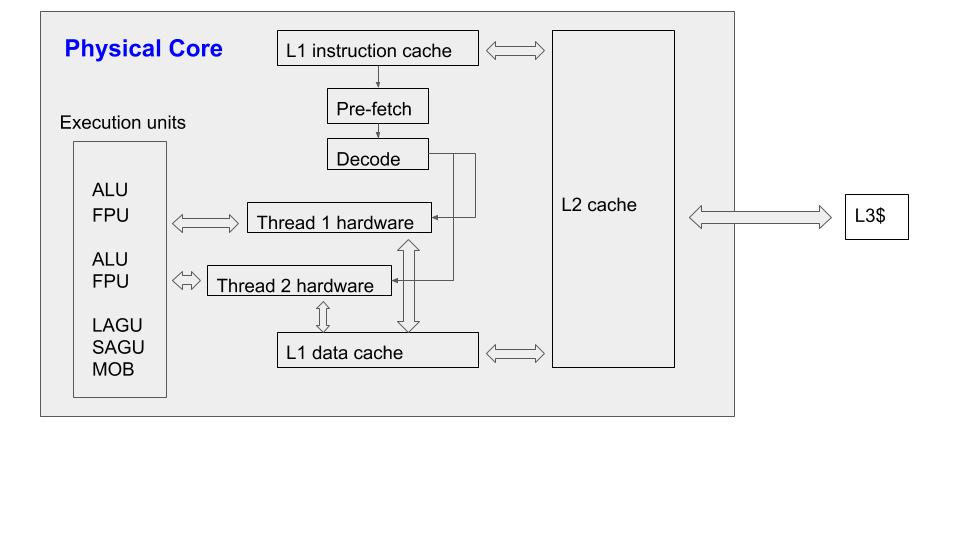 Physical Core
L1 instruction cache
Pre-fetch
Execution units
Decode
ALU
FPU
Thread 1 hardware
L2 cache
L3$
ALU
FPU
Thread 2 hardware
LAGU
SAGU
MOB
L1 data cache